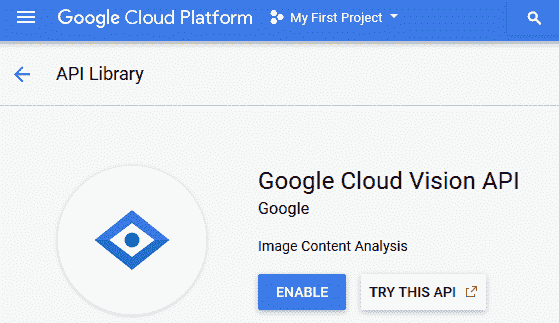 Google Cloud Platform My First Project
API Library
Google Cloud Vision API
Google
Image Content Analysis
ENABLE TRY THIS API